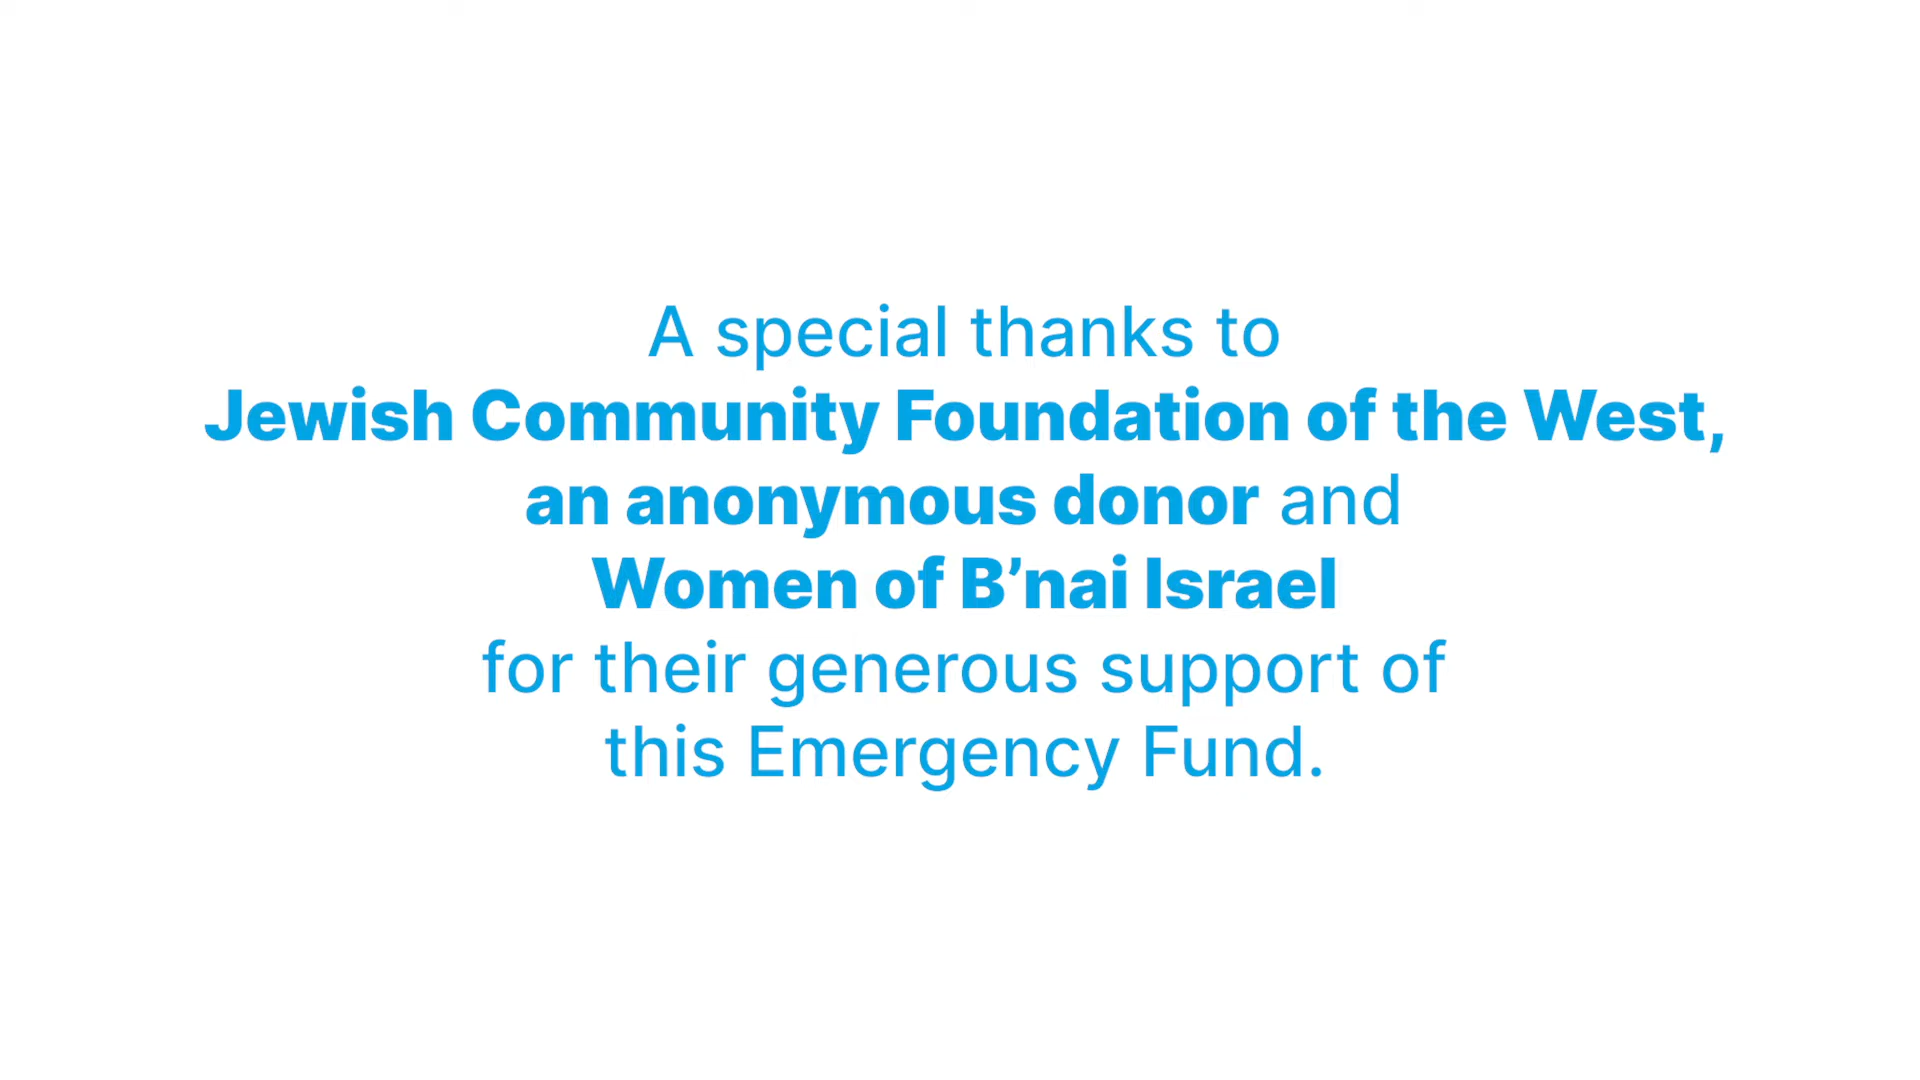 A special thanks to
Jewish Community Foundation of the West,
an anonymous donor and
Women of B’nai Israel
for their generous support of
this Emergency Fund.